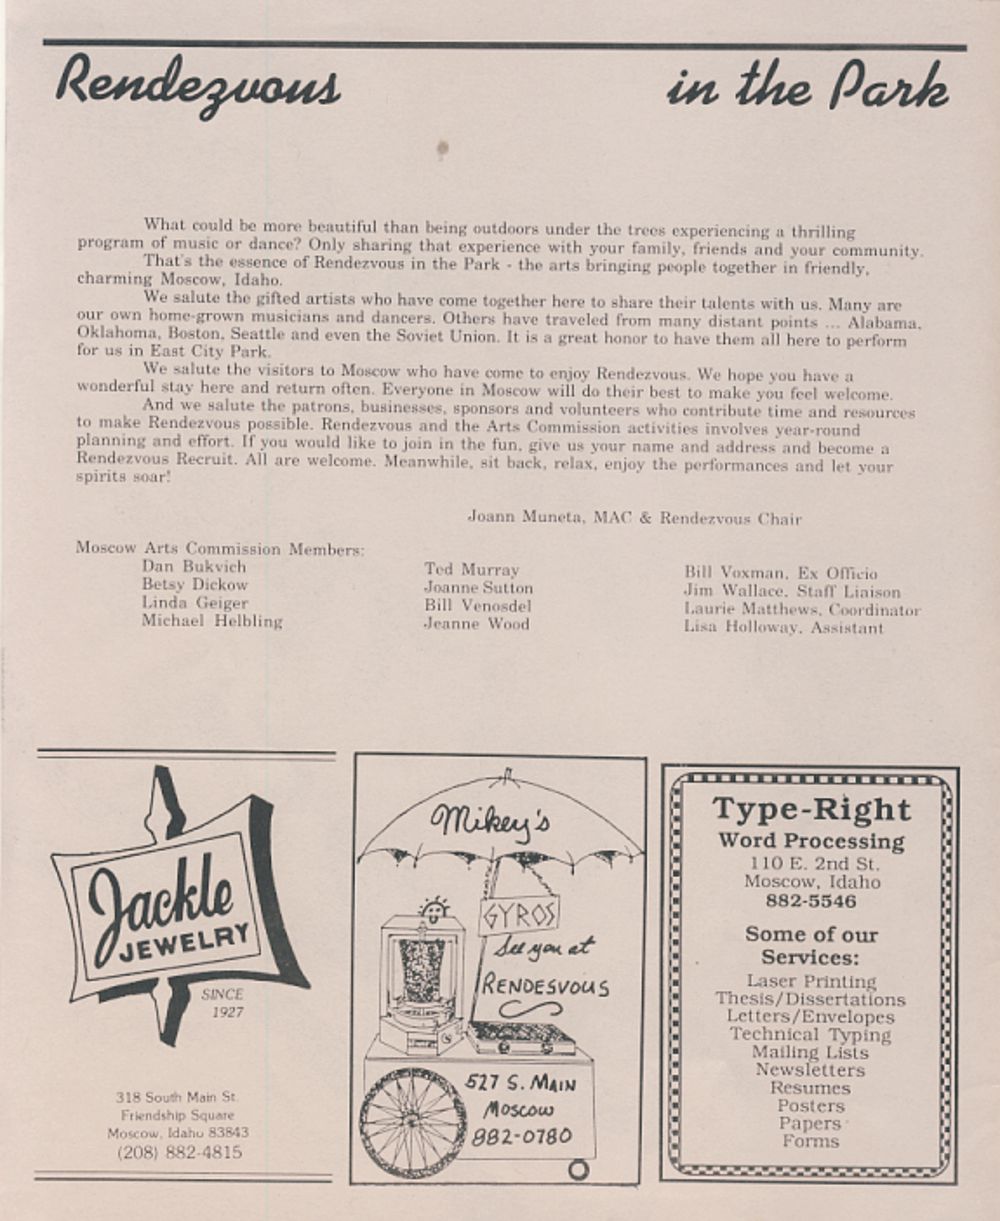 Rendezvous in the Park
What could be more beautiful than being outdoors under the trees experiencing a thrilling
program of music or dance? Only sharing that experience with your family, friends and your community.
That's the essence of Rendezvous in the Park - the arts bringing people together in friendly,
charming Moscow, Idaho.
We salute the gifted artists who have come together here to share their talents with us. Many are
our own home-grown musicians and dancers. Others have traveled from many distant points ... Alabama,
Oklahoma, Boston, Seattle and even the Soviet Union. It is a great honor to have them all here to perform
for us in East City Park.
We salute the visitors to Moscow who have come to enjoy Rendezvous. We hope you have a
wonderful stay here and return often. Everyone in Moscow will do their best to make you feel welcome.
And we salute the patrons, businesses, sponsors and volunteers who contribute time and resources
to make Rendezvous possible. Rendezvous and the Arts Commission activities involves year-round
planning and effort. If you would like to join in the fun, give us your name and address and become a
Rendezvous Recruit. All are welcome. Meanwhile, sit back, relax, enjoy the performances and let your
spirits soar!
Joann Muneta, MAC & Rendezvous Chair
Moscow Arts Commission Members:
Dan Bukvich
Betsy Dickow
Linda Geiger
Michael Helbling
Ted Murray
Joanne Sutton
Bill Venosdel
Jeanne Wood
Bill Voxman, Ex Officio
Jim Wallace, Staff Liaison
Laurie Matthews, Coordinator
Lisa Holloway, Assistant
Jackle
JEWELRY
SINCE
1927
318 South Main St.
Friendship Square
Moscow, Idaho 83843
(208) 882-4815
Mikey's
GYROS
See you at
RENDESVOUS
527 S. MAIN
Moscow
882-0780
Type-Right
Word Processing
110 E. 2nd St.
Moscow, Idaho
882-5546
Some of our
Services:
Laser Printing
Thesis/Dissertations
Letters/Envelopes
Technical Typing
Mailing Lists
Newsletters
Resumes
Posters
Papers
Forms